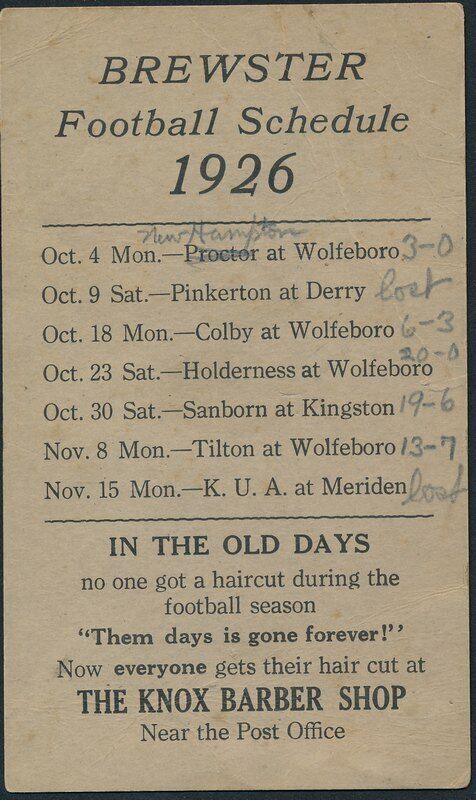 BREWSTER
Football Schedule
1926
New Hampton
Oct. 4 Mon.—Proctor at Wolfeboro 3-0
Oct. 9 Sat.—Pinkerton at Derry lost
Oct. 18 Mon.—Colby at Wolfeboro 6-3
20-0
Oct. 23 Sat.—Holderness at Wolfeboro
Oct. 30 Sat.—Sanborn at Kingston 19-6
Nov. 8 Mon.—Tilton at Wolfeboro 13-7
Nov. 15 Mon.—K. U. A. at Meriden lost
IN THE OLD DAYS
no one got a haircut during the
football season
"Them days is gone forever!"
Now everyone gets their hair cut at
THE KNOX BARBER SHOP
Near the Post Office